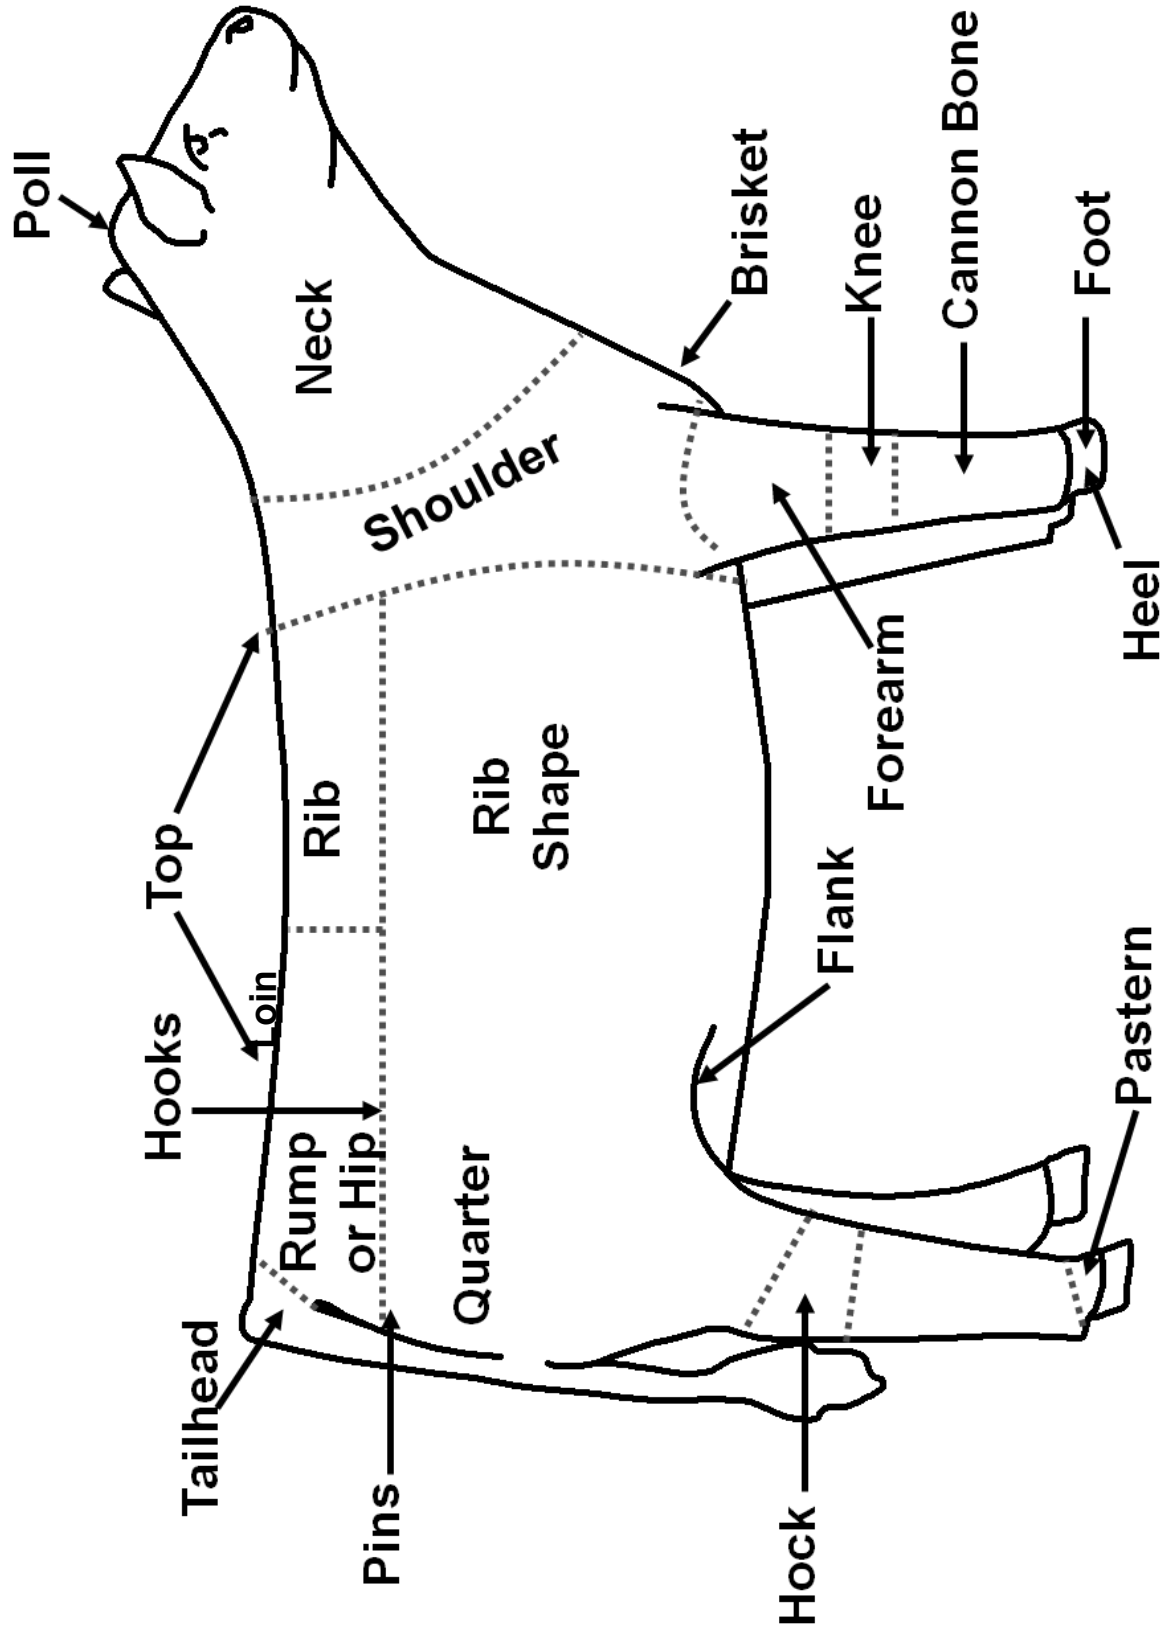 Poll
Neck
Shoulder
Brisket
Knee
Cannon Bone
Foot
Heel
Forearm
Top
Rib
Rib
Shape
Loin
Hooks
Rump
or Hip
Quarter
Flank
Pastern
Tailhead
Pins
Hock